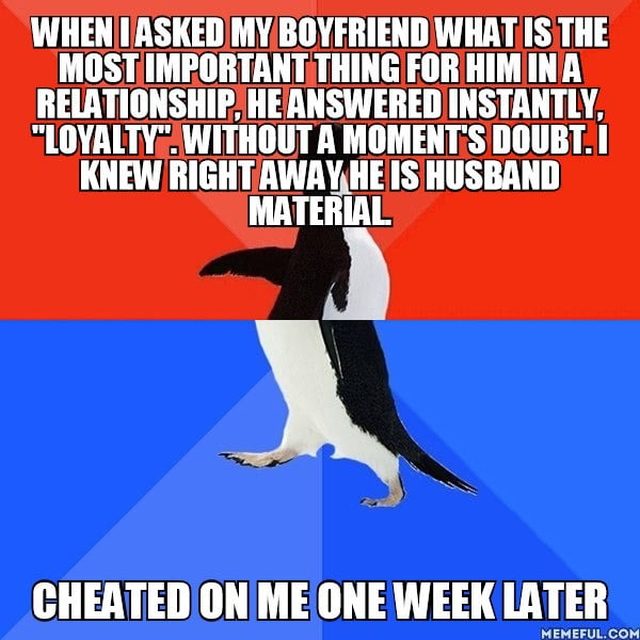 WHEN I ASKED MY BOYFRIEND WHAT IS THE
MOST IMPORTANT THING FOR HIM IN A
RELATIONSHIP, HE ANSWERED INSTANTLY,
"LOYALTY". WITHOUT A MOMENT'S DOUBT. I
KNEW RIGHT AWAY HE IS HUSBAND
MATERIAL.
CHEATED ON ME ONE WEEK LATER
MEMEFUL.COM